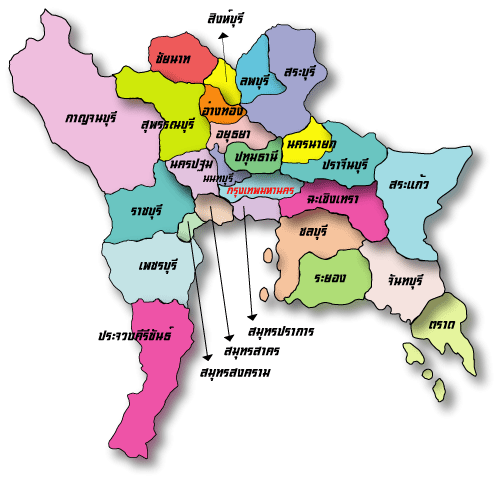 สิงห์บุรี
ชัยนาท
ลพบุรี
สระบุรี
กาญจนบุรี
สุพรรณบุรี
อ่างทอง
อยุธยา
นครนายก
นครปฐม
ปทุมธานี
ปราจีนบุรี
นนทบุรี
สระแก้ว
กรุงเทพมหานคร
ฉะเชิงเทรา
ราชบุรี
ชลบุรี
เพชรบุรี
ระยอง
จันทบุรี
สมุทรปราการ
ตราด
ประจวงคีรีขันธ์
สมุทรสาคร
สมุทรสงคราม